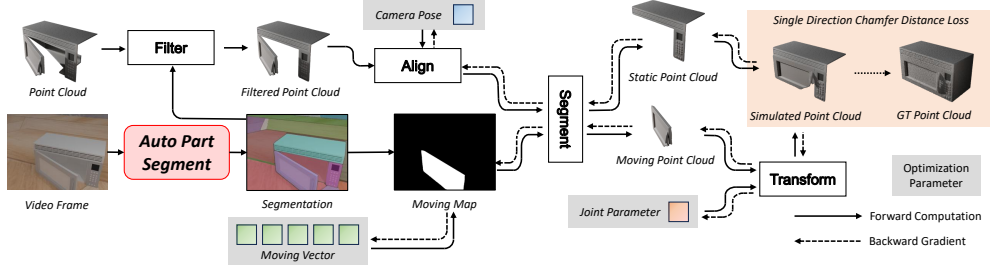 Camera Pose
Single Direction Chamfer Distance Loss
Filter
Align
Point Cloud
Filtered Point Cloud
Static Point Cloud
Simulated Point Cloud
GT Point Cloud
Segment
Auto Part
Segment
Moving Point Cloud
Transform
Optimization
Parameter
Video Frame
Segmentation
Moving Map
Joint Parameter
Forward Computation
Moving Vector
Backward Gradient